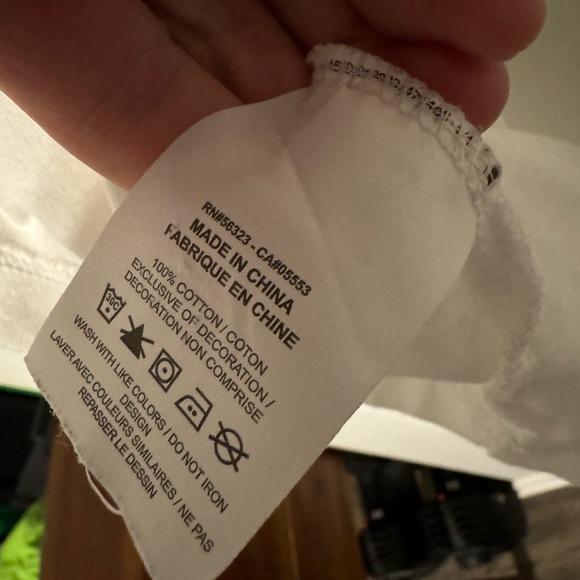 RN#56323 - CA#05553
MADE IN CHINA
FABRIQUE EN CHINE
100% COTTON / COTON
EXCLUSIVE OF DECORATION /
DECORATION NON COMPRISE
30C
WASH WITH LIKE COLORS / DO NOT IRON
DESIGN
LAVER AVEC COULEURS SIMILAIRES / NE PAS
REPASSER LE DESSIN